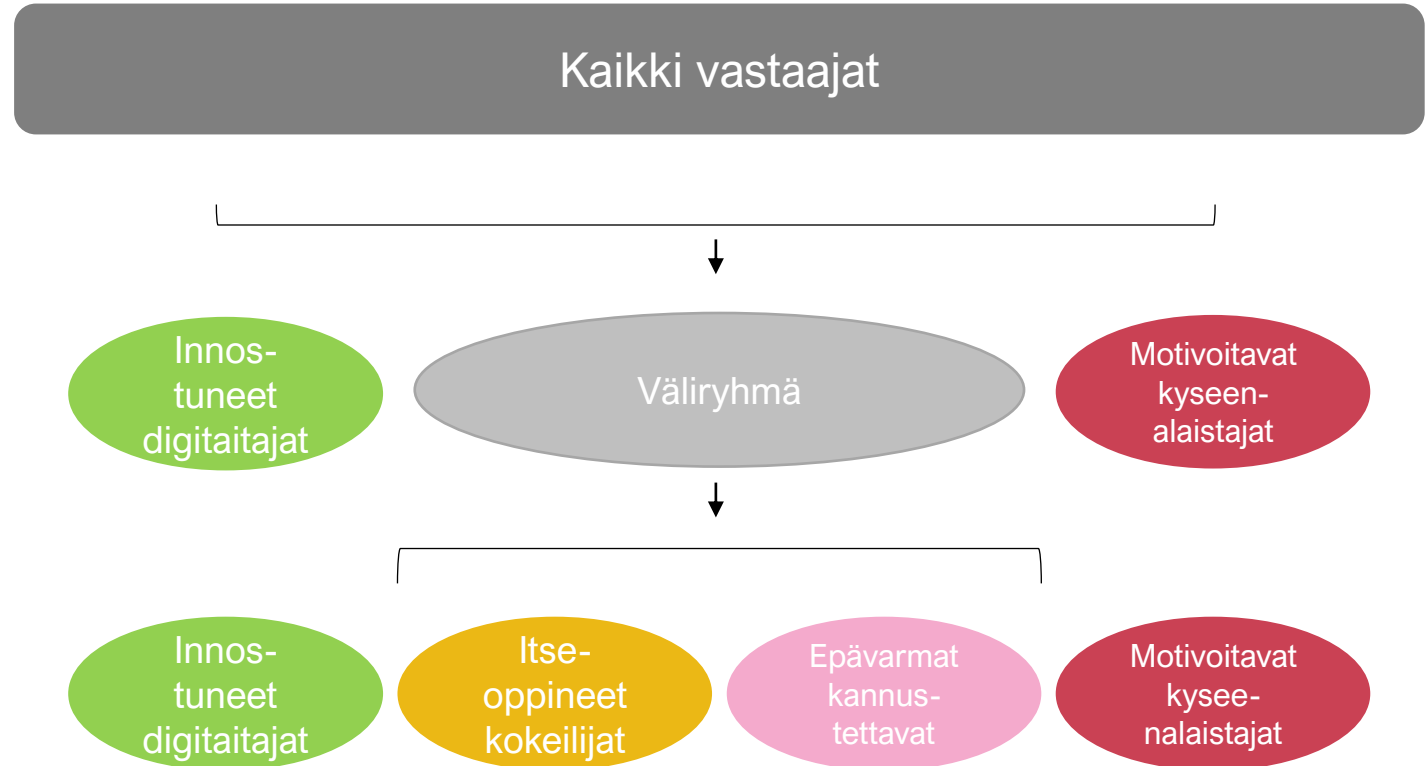 Kaikki vastaajat
Innos-
tuneet
digitaitajat
Väliryhmä
Motivoitavat
kyseen-
alaistajat
Innos-
tuneet
digitaitajat
Itse-
oppineet
kokeilijat
Epävarmat
kannus-
tettavat
Motivoitavat
kysee-
nalaistajat